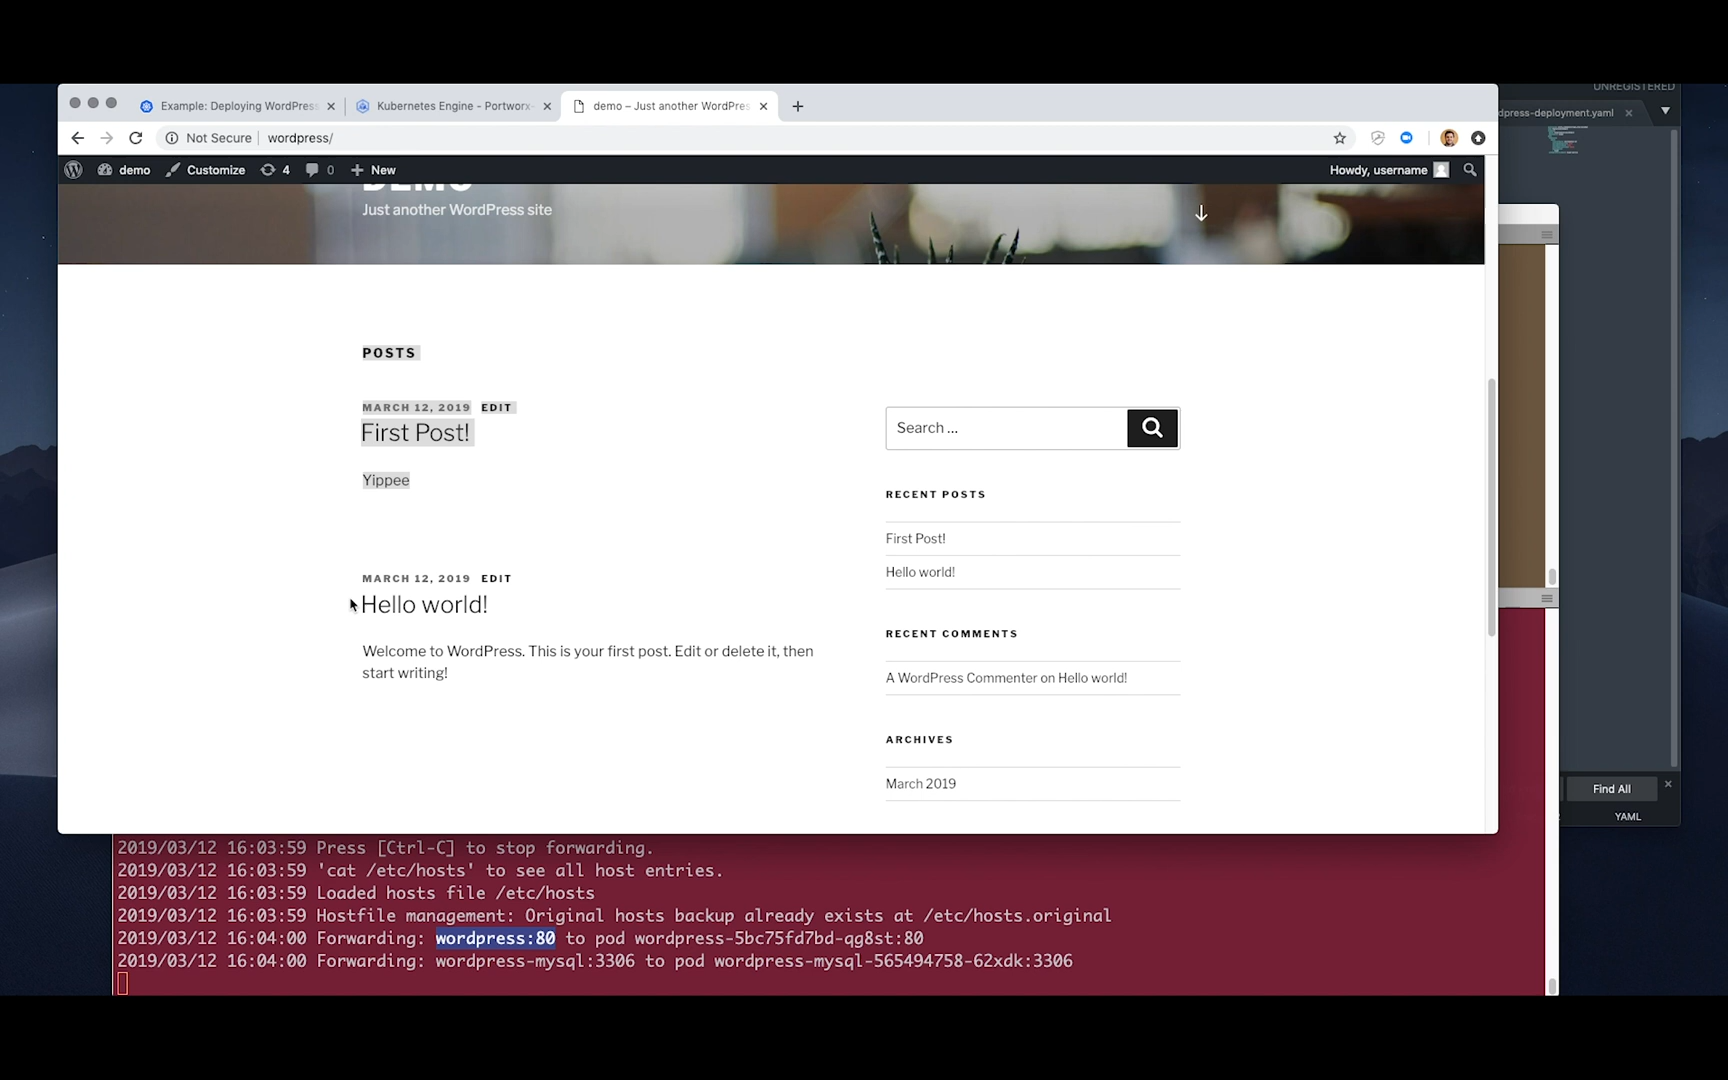 UNREGISTERED
Example: Deploying WordPress
Kubernetes Engine - Portworx
demo – Just another WordPres
dpress-deployment.yaml
Not Secure
wordpress/
demo
Customize
4
0
New
Howdy, username
DEMO
Just another WordPress site
POSTS
MARCH 12, 2019 EDIT
First Post!
Yippee
MARCH 12, 2019 EDIT
Hello world!
Welcome to WordPress. This is your first post. Edit or delete it, then
start writing!
Search ...
RECENT POSTS
First Post!
Hello world!
RECENT COMMENTS
A WordPress Commenter on Hello world!
ARCHIVES
March 2019
Find All
YAML
2019/03/12 16:03:59 Press [Ctrl-C] to stop forwarding.
2019/03/12 16:03:59 'cat /etc/hosts' to see all host entries.
2019/03/12 16:03:59 Loaded hosts file /etc/hosts
2019/03/12 16:03:59 Hostfile management: Original hosts backup already exists at /etc/hosts.original
2019/03/12 16:04:00 Forwarding: wordpress:80 to pod wordpress-5bc75fd7bd-qg8st:80
2019/03/12 16:04:00 Forwarding: wordpress-mysql:3306 to pod wordpress-mysql-565494758-62xdk:3306